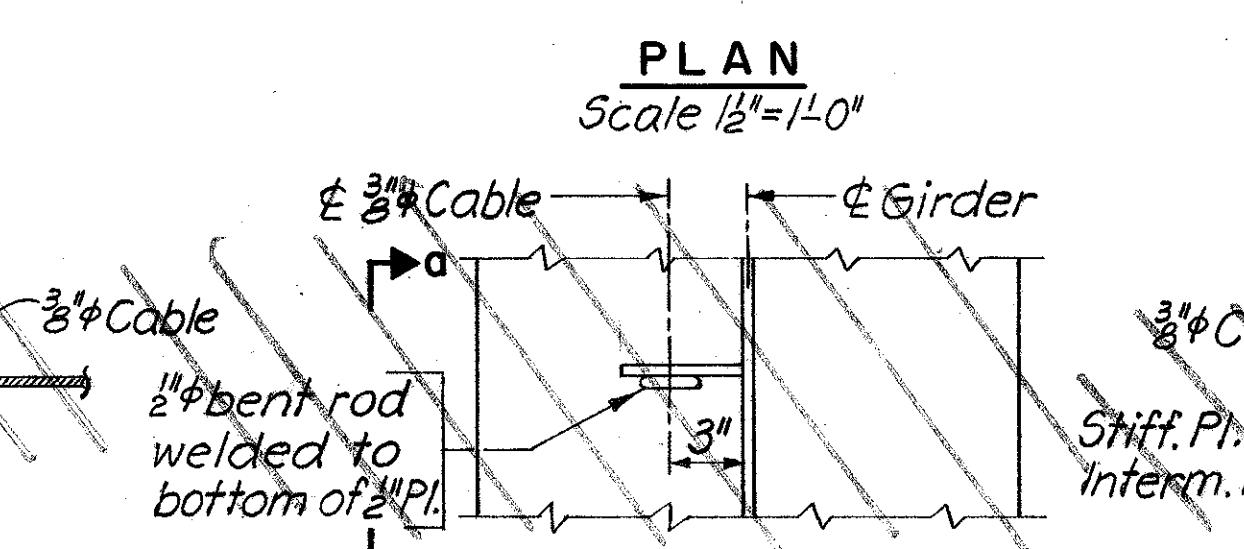 PLAN
Scale 1½"=1'-0"
℄ ⅜"φ Cable
℄ Girder
a
⅜"φ Cable
⅜"φ C
½"φ bent rod
welded to
bottom of ½" Pl.
3"
Stiff. Pl.
Interm.